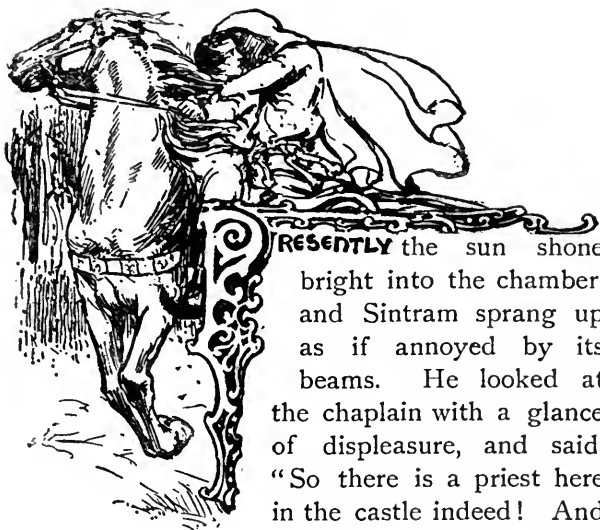 PRESENTLY the sun shone
bright into the chamber
and Sintram sprang up
as if annoyed by its
beams. He looked at
the chaplain with a glance
of displeasure, and said
“So there is a priest here
in the castle indeed! And